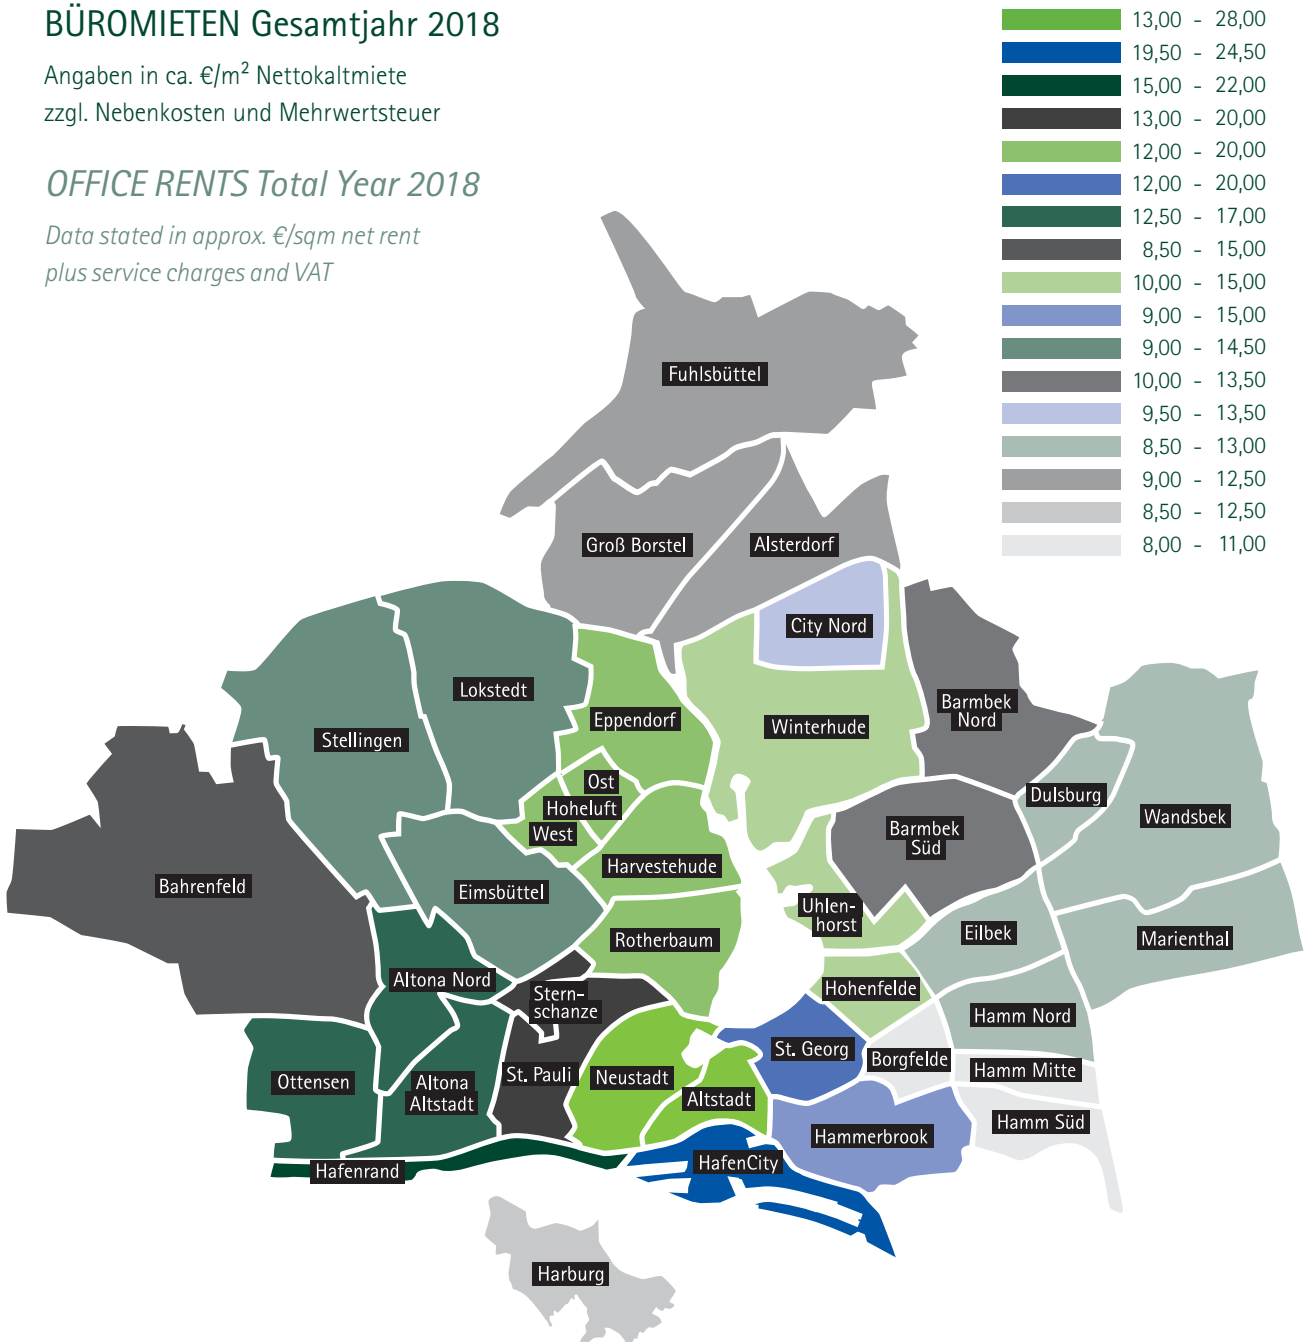 BÜROMIETEN Gesamtjahr 2018
Angaben in ca. €/m² Nettokaltmiete
zzgl. Nebenkosten und Mehrwertsteuer
OFFICE RENTS Total Year 2018
Data stated in approx. €/sqm net rent
plus service charges and VAT
13,00 - 28,00
19,50 - 24,50
15,00 - 22,00
13,00 - 20,00
12,00 - 20,00
12,00 - 20,00
12,50 - 17,00
8,50 - 15,00
10,00 - 15,00
9,00 - 15,00
9,00 - 14,50
10,00 - 13,50
9,50 - 13,50
8,50 - 13,00
9,00 - 12,50
8,50 - 12,50
8,00 - 11,00
Fuhlsbüttel
Groß Borstel
Alsterdorf
City Nord
Lokstedt
Eppendorf
Barmbek
Nord
Winterhude
Stellingen
Ost
Hoheluft
West
Dulsburg
Wandsbek
Barmbek
Süd
Harvestehude
Bahrenfeld
Eimsbüttel
Uhlen-
horst
Eilbek
Marienthal
Rotherbaum
Altona Nord
Stern-
schanze
Hohenfelde
Hamm Nord
St. Georg
Borgfelde
Hamm Mitte
Ottensen
Altona
Altstadt
St. Pauli
Neustadt
Altstadt
Hamm Süd
Hammerbrook
Hafenrand
HafenCity
Harburg